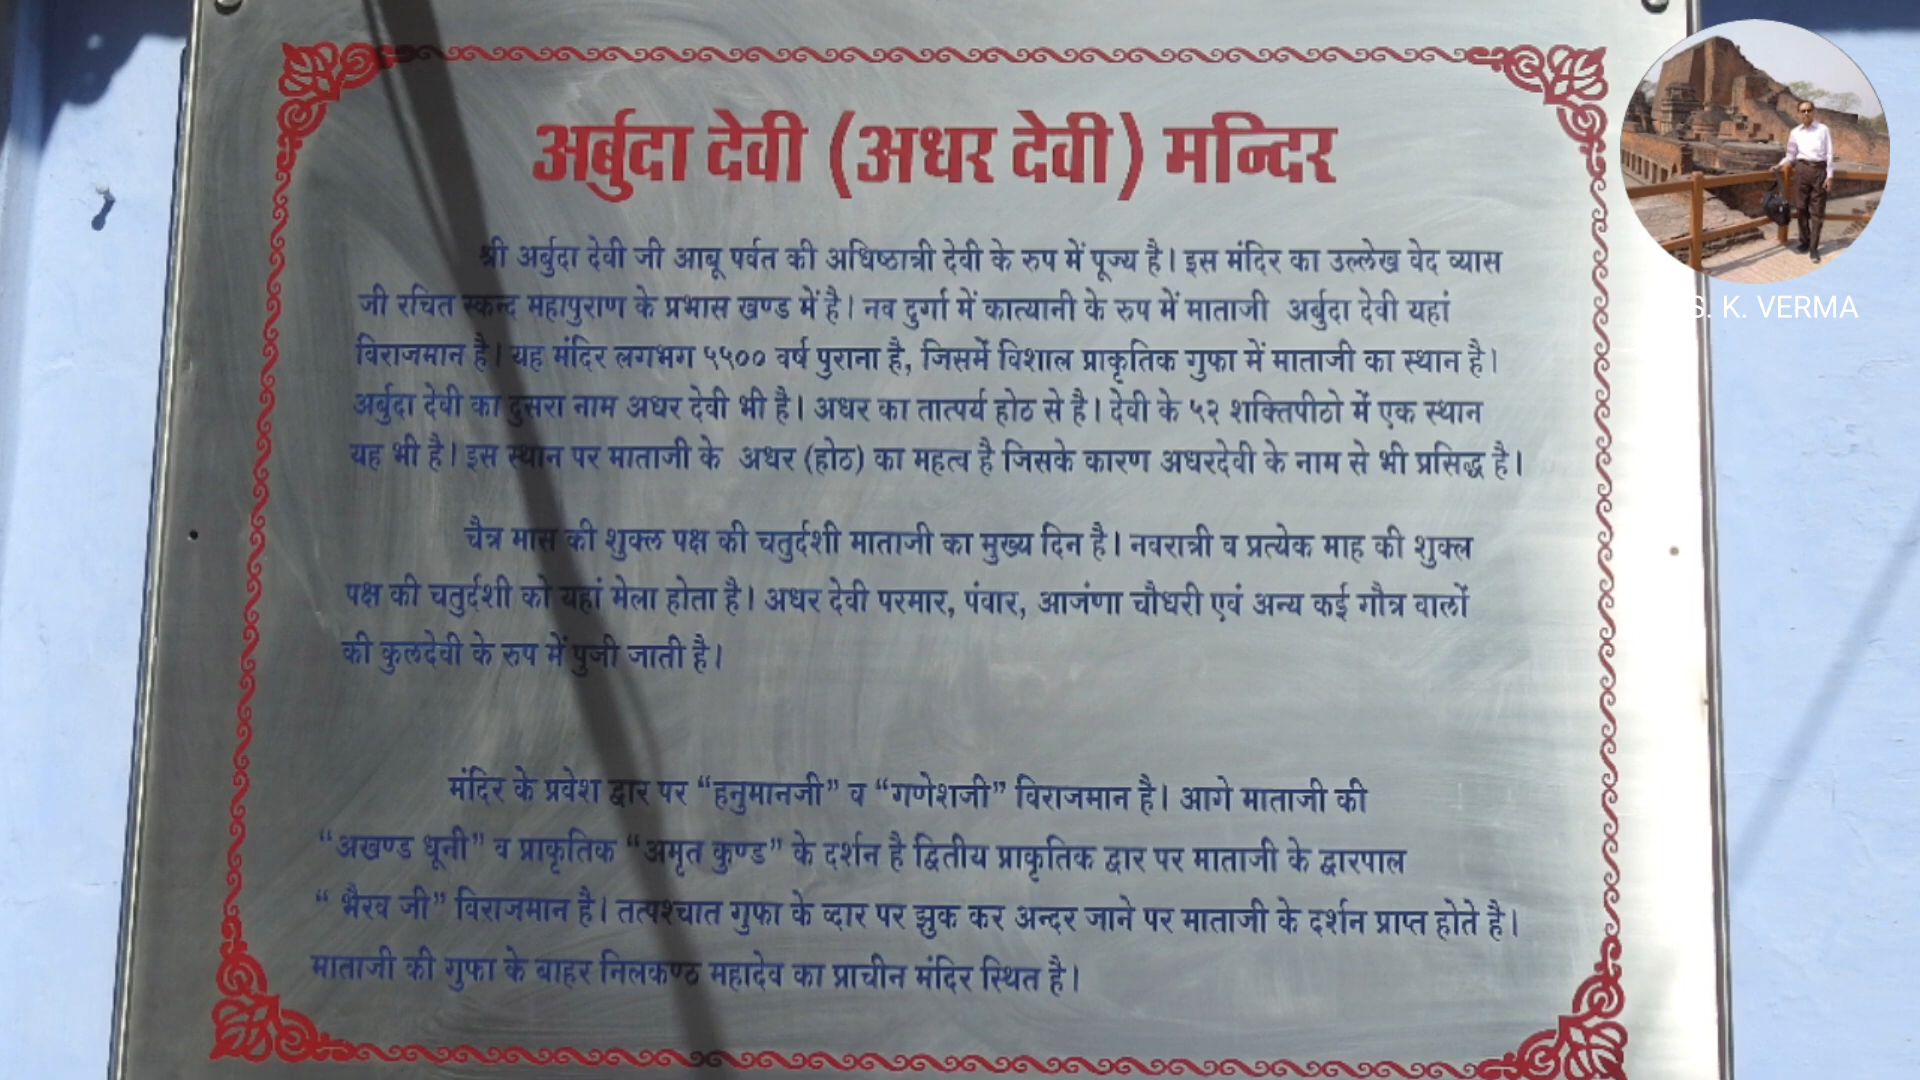 अर्बुदा देवी (अधर देवी) मन्दिर
श्री अर्बुदा देवी जी आबू पर्वत की अधिष्ठात्री देवी के रुप में पूज्य है। इस मंदिर का उल्लेख वेद व्यास
जी रचित स्कन्द महापुराण के प्रभास खण्ड में है। नव दुर्गा में कात्यानी के रुप में माताजी अर्बुदा देवी यहां
विराजमान है। यह मंदिर लगभग ५५०० वर्ष पुराना है, जिसमें विशाल प्राकृतिक गुफा में माताजी का स्थान है।
अर्बुदा देवी का दुसरा नाम अधर देवी भी है। अधर का तात्पर्य होठ से है। देवी के ५२ शक्तिपीठो में एक स्थान
यह भी है। इस स्थान पर माताजी के अधर (होठ) का महत्व है जिसके कारण अधरदेवी के नाम से भी प्रसिद्ध है।
चैत्र मास की शुक्ल पक्ष की चतुर्दशी माताजी का मुख्य दिन है। नवरात्री व प्रत्येक माह की शुक्ल
पक्ष की चतुर्दशी को यहां मेला होता है। अधर देवी परमार, पंवार, आजंणा चौधरी एवं अन्य कई गौत्र वालों
की कुलदेवी के रुप में पुजी जाती है।
मंदिर के प्रवेश द्वार पर “हनुमानजी” व “गणेशजी” विराजमान है। आगे माताजी की
“अखण्ड धूनी” व प्राकृतिक “अमृत कुण्ड” के दर्शन है द्वितीय प्राकृतिक द्वार पर माताजी के द्वारपाल
“ भैरव जी” विराजमान है। तत्पश्चात गुफा के व्दार पर झुक कर अन्दर जाने पर माताजी के दर्शन प्राप्त होते है।
माताजी की गुफा के बाहर निलकण्ठ महादेव का प्राचीन मंदिर स्थित है।
S. K. VERMA